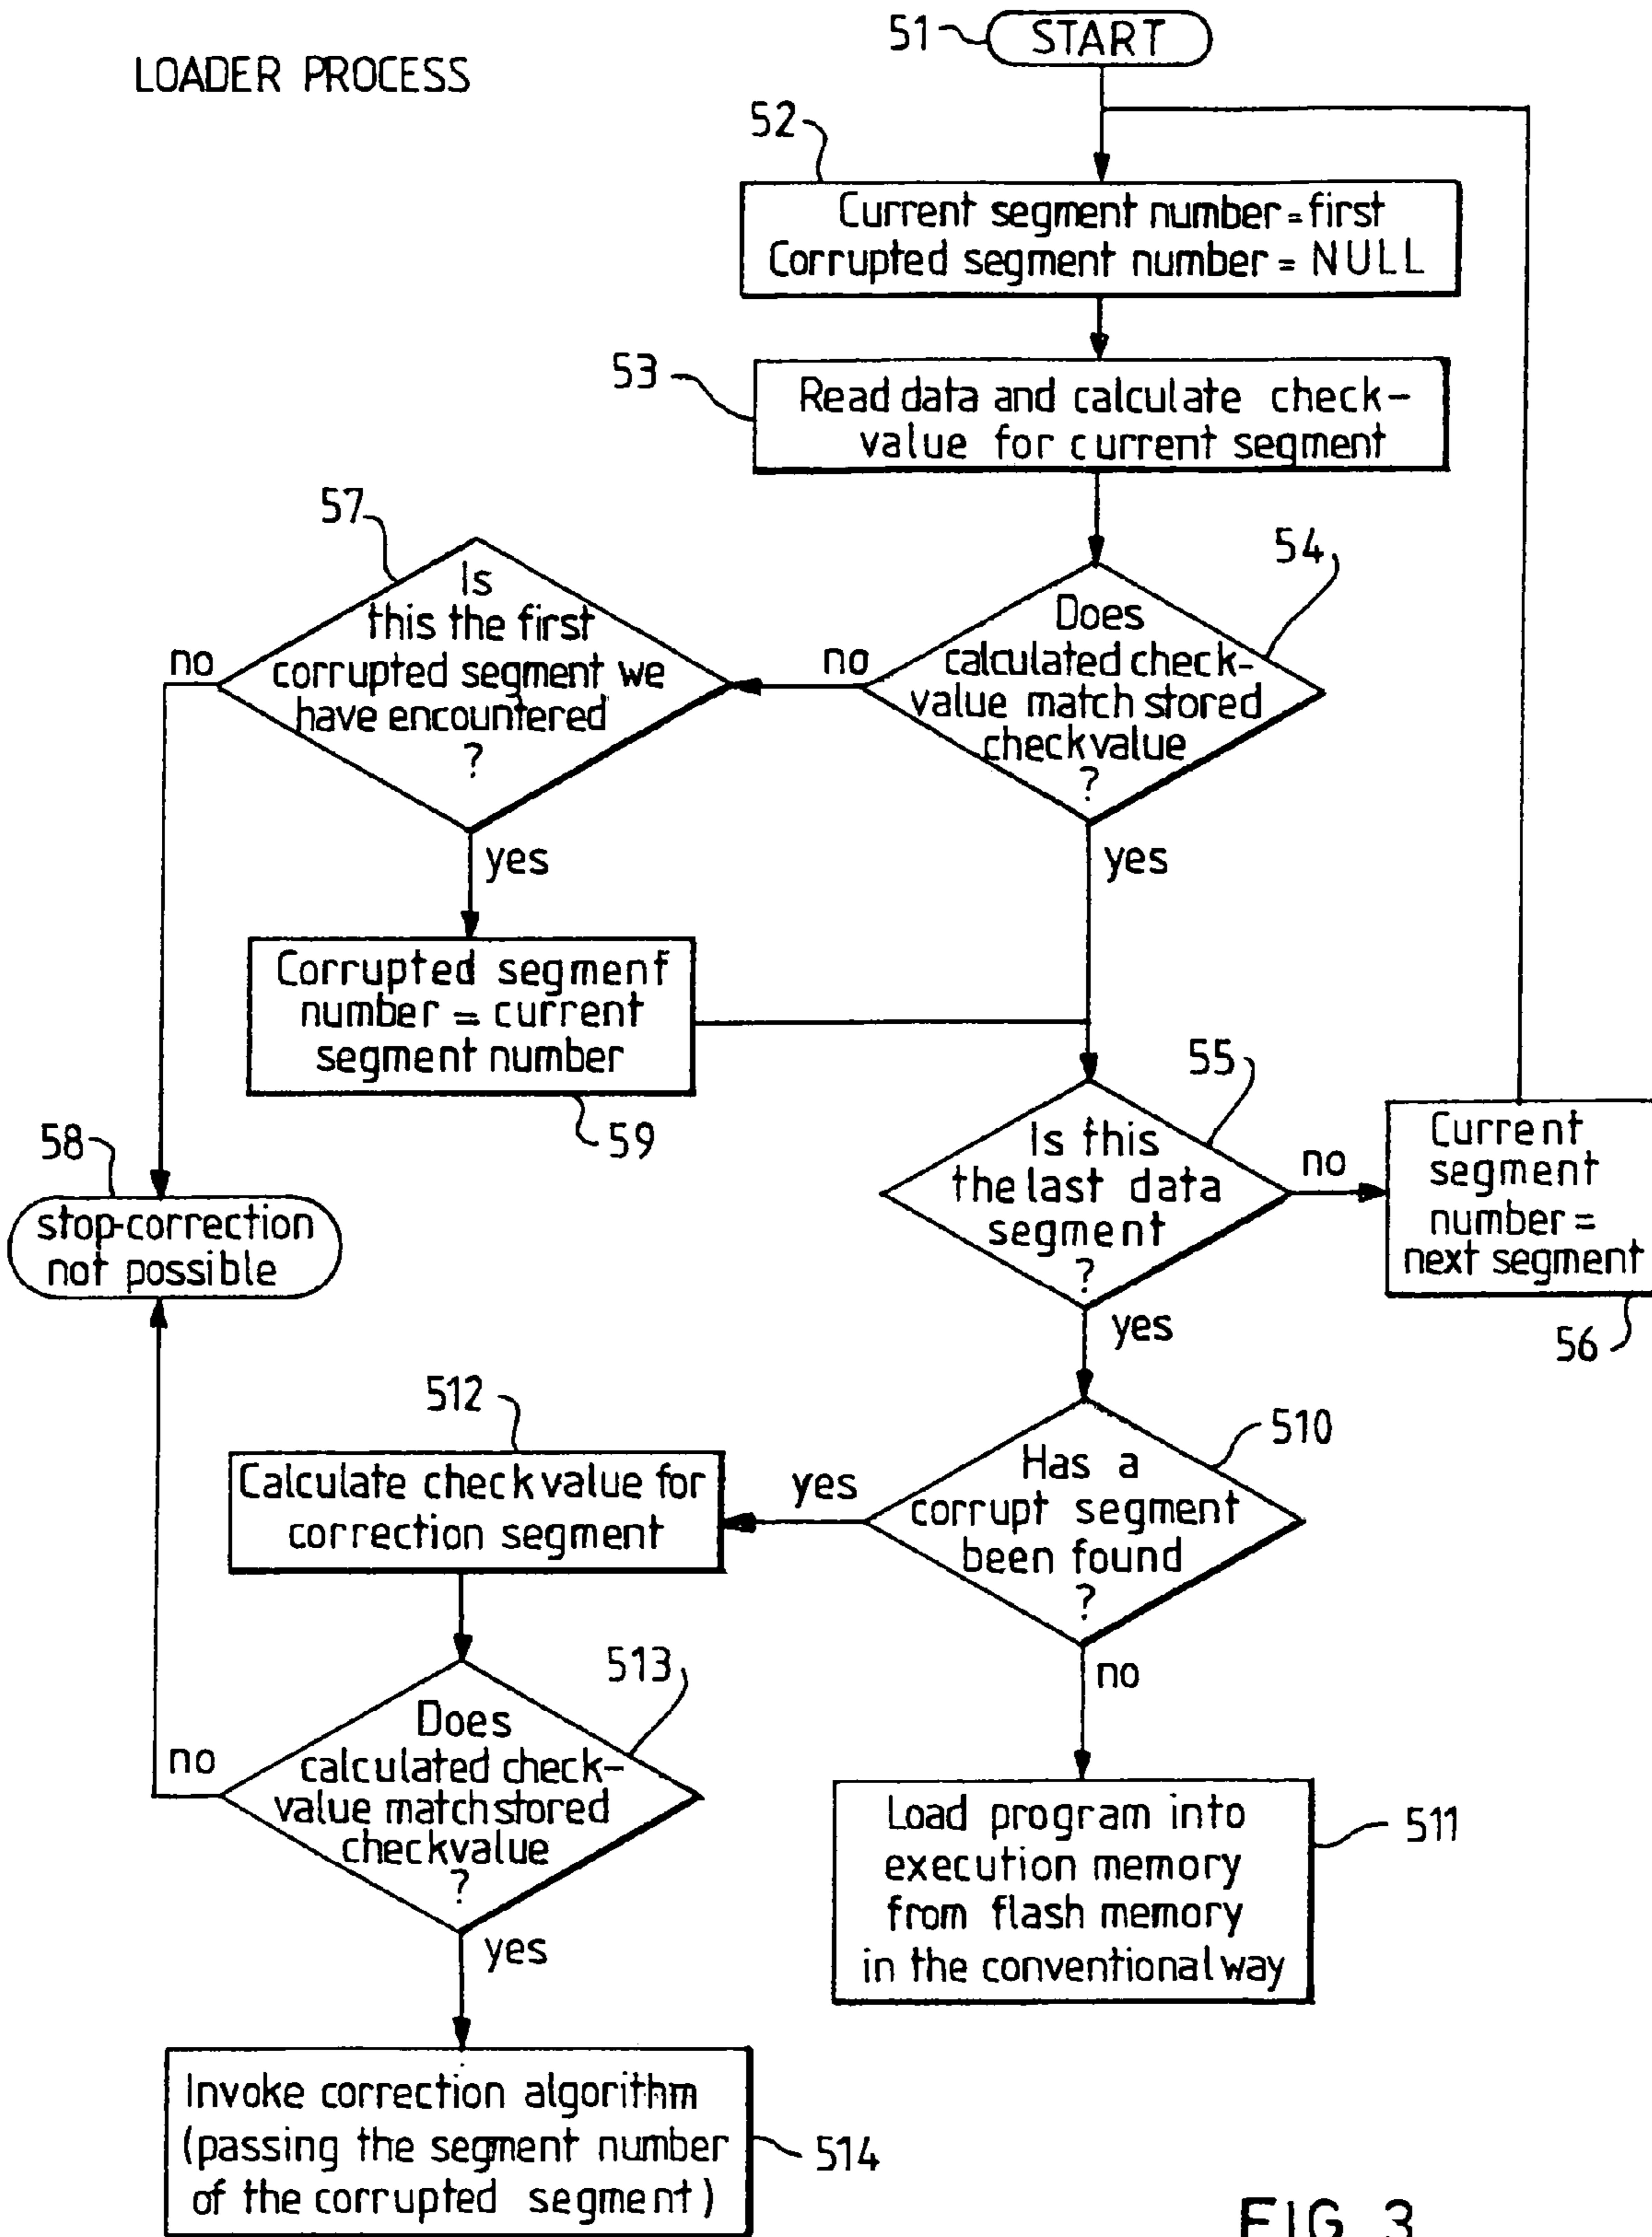 LOADER PROCESS
51
START
52
Current segment number = first
Corrupted segment number = NULL
53
Read data and calculate check-
value for current segment
54
Does
calculated check-
value match stored
checkvalue
?
no
yes
57
Is
this the first
corrupted segment we
have encountered
?
no
yes
Corrupted segment
number = current
segment number
59
58
stop-correction
not possible
55
Is this
the last data
segment
?
no
yes
Current
segment
number =
next segment
56
510
Has a
corrupt segment
been found
?
yes
no
512
Calculate checkvalue for
correction segment
513
Does
calculated check-
value match stored
checkvalue
?
no
yes
Load program into
execution memory
from flash memory
in the conventional way
511
Invoke correction algorithm
(passing the segment number
of the corrupted segment)
514
FIG. 3